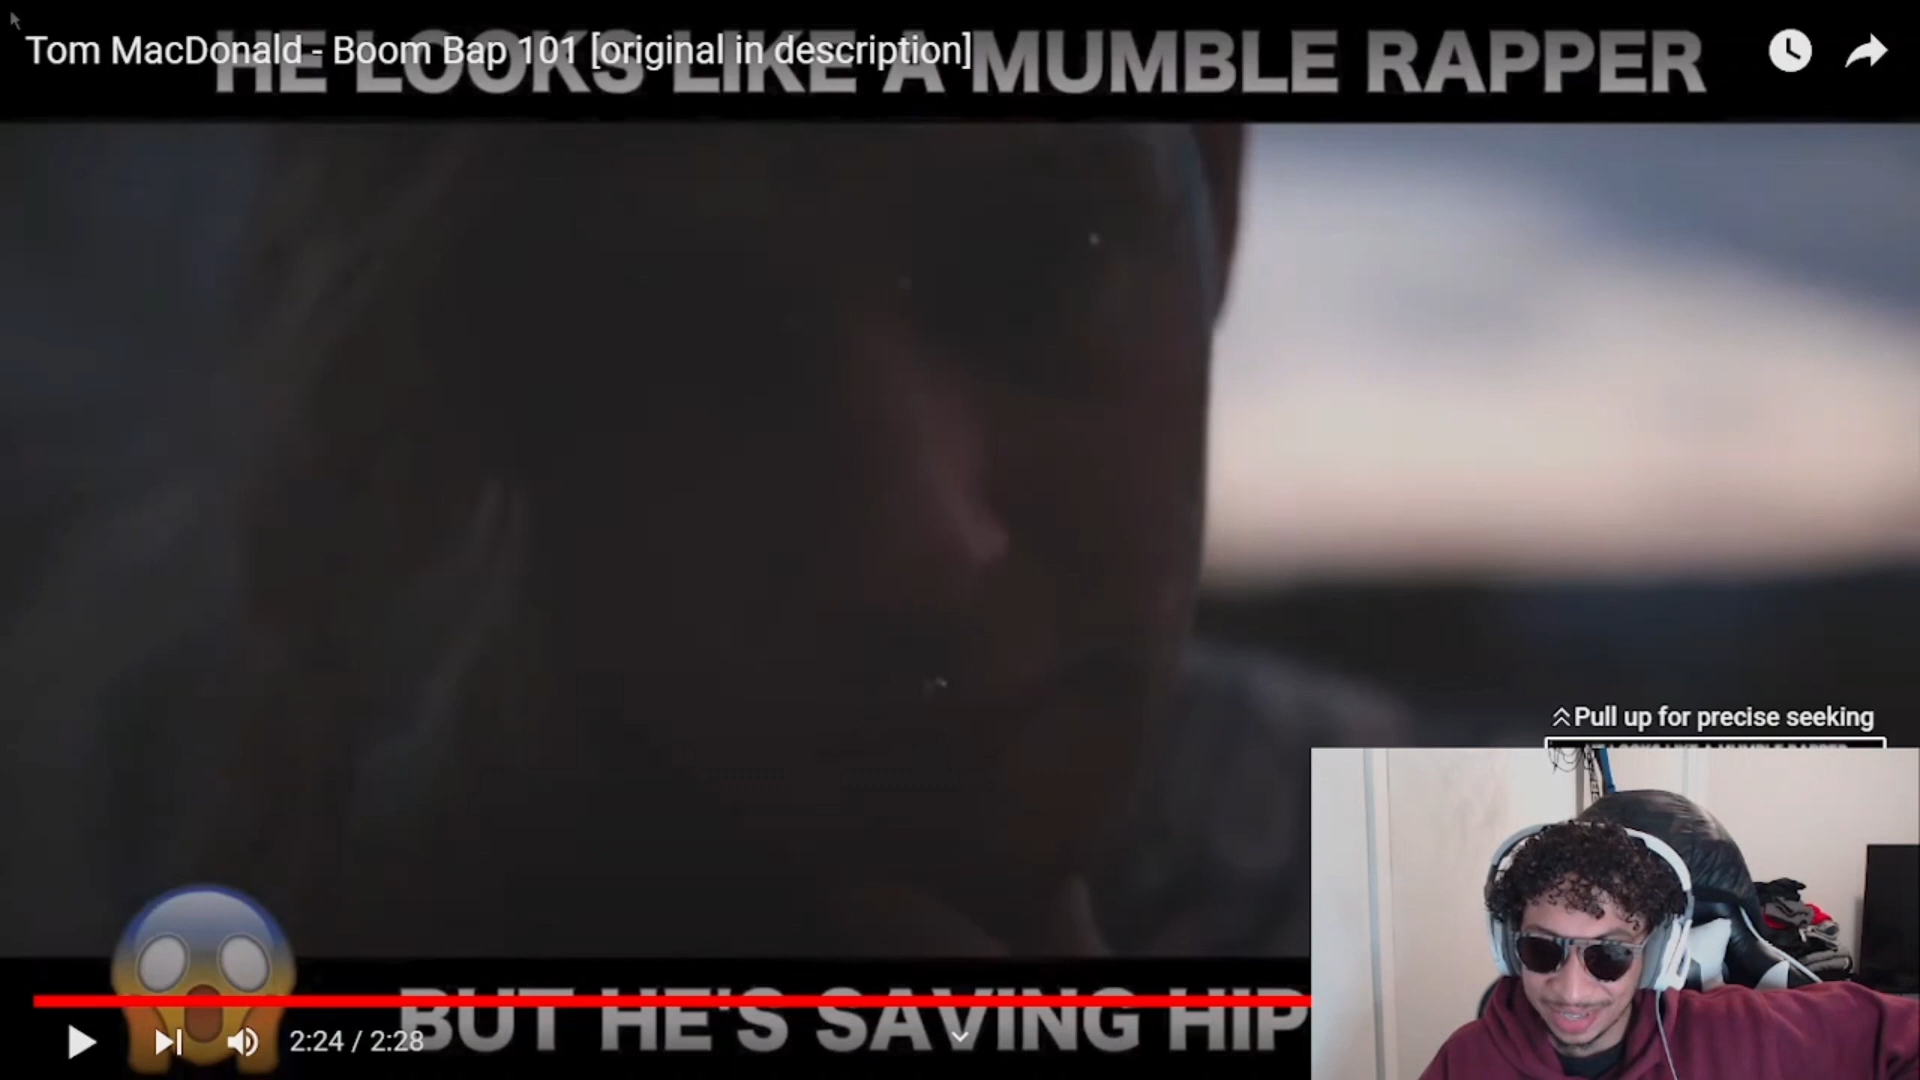 Tom MacDonald - Boom Bap 101 [original in description]
HE LOOKS LIKE A MUMBLE RAPPER
Pull up for precise seeking
BUT HE'S SAVING HIP
2:24 / 2:28